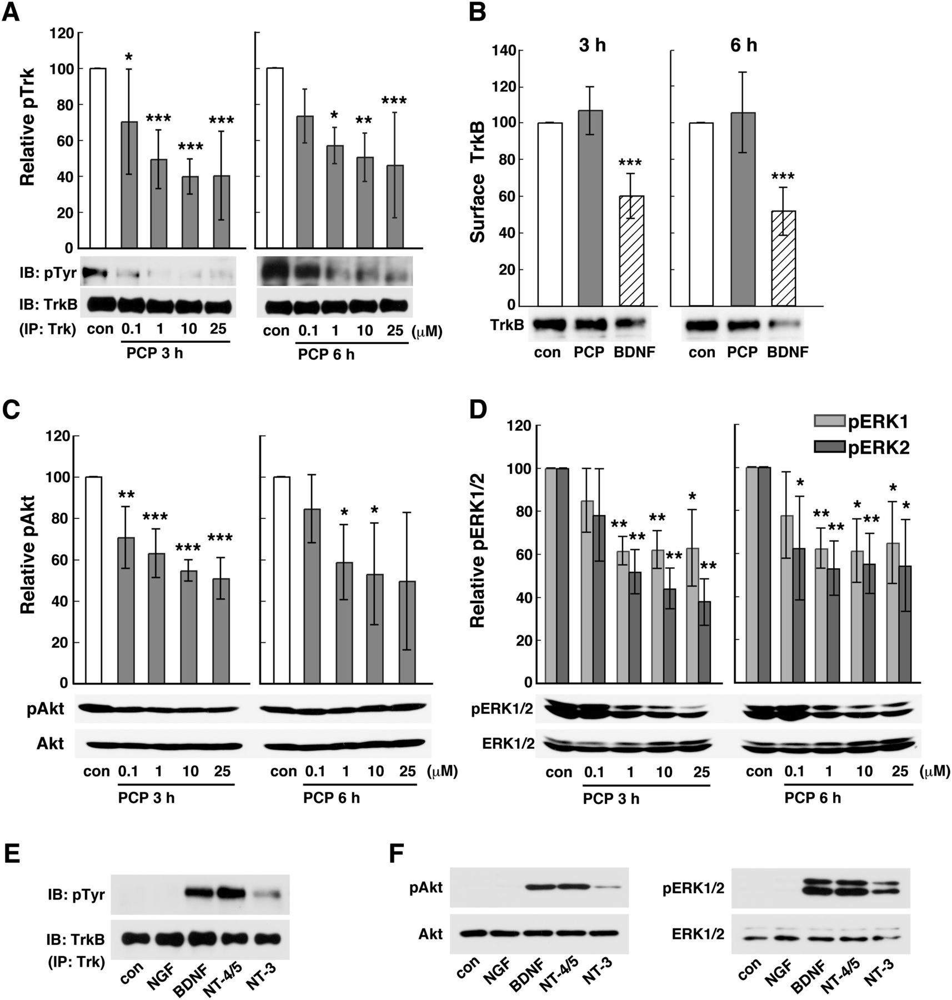 A
Relative pTrk
120
100
80
60
40
20
0
*
***
***
***
*
**
***
IB: pTyr
IB: TrkB
(IP: Trk)
con 0.1 1 10 25
con 0.1 1 10 25 (μM)
PCP 3 h
PCP 6 h
B
3 h
6 h
Surface TrkB
140
120
100
80
60
40
20
0
***
***
TrkB
con PCP BDNF
con PCP BDNF
C
Relative pAkt
120
100
80
60
40
20
0
**
***
***
***
*
*
pAkt
Akt
con 0.1 1 10 25
con 0.1 1 10 25 (μM)
PCP 3 h
PCP 6 h
D
pERK1
pERK2
Relative pERK1/2
120
100
80
60
40
20
0
**
**
**
**
*
**
*
**
**
*
**
*
*
pERK1/2
ERK1/2
con 0.1 1 10 25
con 0.1 1 10 25 (μM)
PCP 3 h
PCP 6 h
E
IB: pTyr
IB: TrkB
(IP: Trk)
con NGF BDNF NT-4/5 NT-3
F
pAkt
Akt
con NGF BDNF NT-4/5 NT-3
pERK1/2
ERK1/2
con NGF BDNF NT-4/5 NT-3